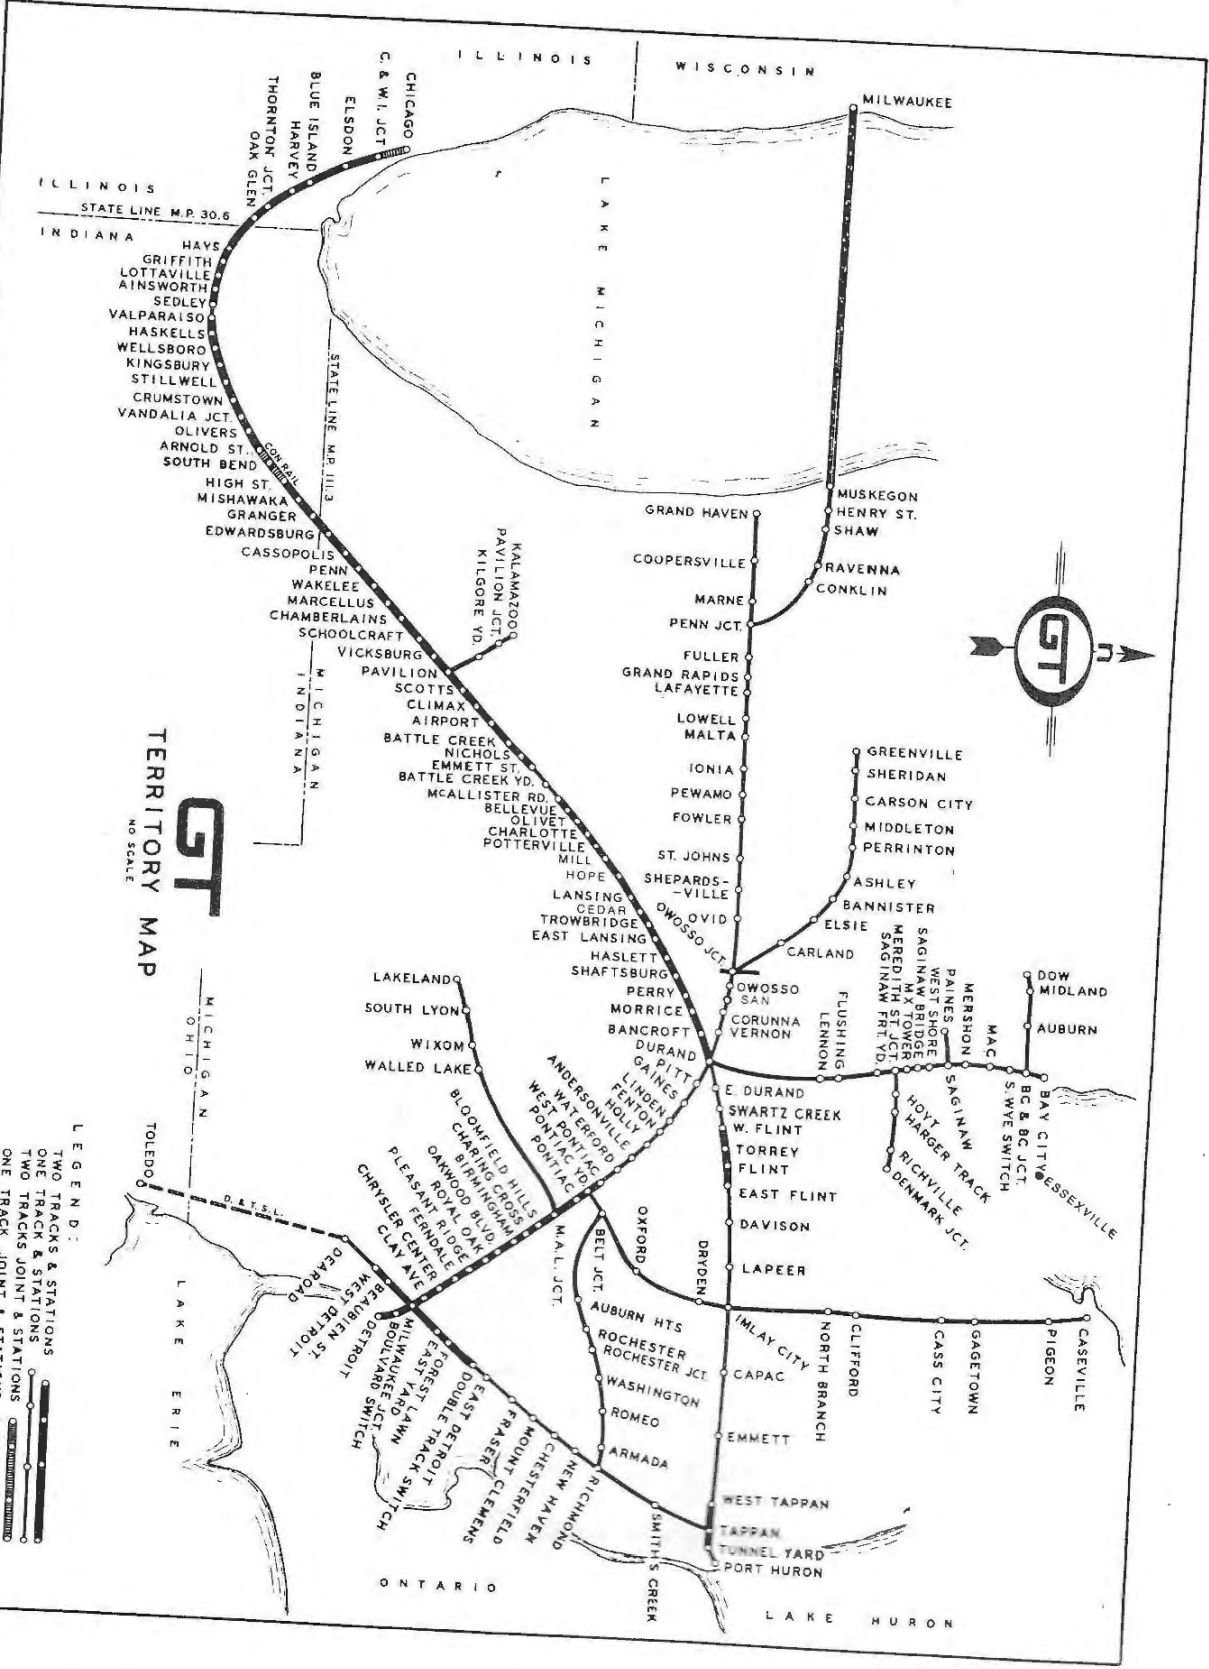 ILLINOIS
WISCONSIN
MILWAUKEE
CHICAGO
C. & W.I. JCT
ELSDON
BLUE ISLAND
HARVEY
THORNTON JCT.
OAK GLEN
ILLINOIS
STATE LINE M.P. 30.6
INDIANA
LAKE MICHIGAN
HAYS
GRIFFITH
LOTTAVILLE
AINSWORTH
SEDLEY
VALPARAISO
HASKELLS
WELLSBORO
KINGSBURY
STILLWELL
CRUMSTOWN
VANDALIA JCT.
OLIVERS
ARNOLD ST.
SOUTH BEND
CON RAIL
HIGH ST.
MISHAWAKA
GRANGER
STATE LINE M.P. 111.3
EDWARDSBURG
CASSOPOLIS
PENN
WAKELEE
MARCELLUS
CHAMBERLAINS
SCHOOLCRAFT
VICKSBURG
PAVILION
KALAMAZOO
PAVILION JCT.
KILGORE YD.
SCOTTS
CLIMAX
AIRPORT
BATTLE CREEK
NICHOLS
EMMETT ST.
BATTLE CREEK YD.
MCALLISTER RD.
BELLEVUE
OLIVET
CHARLOTTE
POTTERVILLE
MILL
HOPE
LANSING
CEDAR
TROWBRIDGE
EAST LANSING
HASLETT
SHAFTSBURG
PERRY
MORRICE
BANCROFT
DURAND
MICHIGAN
INDIANA
MUSKEGON
HENRY ST.
SHAW
RAVENNA
CONKLIN
GRAND HAVEN
COOPERSVILLE
MARNE
PENN JCT.
FULLER
GRAND RAPIDS
LAFAYETTE
LOWELL
MALTA
IONIA
PEWAMO
FOWLER
ST. JOHNS
SHEPARDS-
-VILLE
OVID
OWOSSO JCT.
GT
N
GREENVILLE
SHERIDAN
CARSON CITY
MIDDLETON
PERRINTON
ASHLEY
BANNISTER
ELSIE
CARLAND
OWOSSO
SAN
CORUNNA
VERNON
GT
TERRITORY MAP
NO SCALE
MICHIGAN
OHIO
LAKELAND
SOUTH LYON
WIXOM
WALLED LAKE
PITT
GAINES
LINDEN
FENTON
HOLLY
ANDERSONVILLE
WATERFORD
WEST PONTIAC
PONTIAC YD.
PONTIAC
BLOOMFIELD HILLS
CHARING CROSS
BIRMINGHAM
OAKWOOD BLVD.
ROYAL OAK
PLEASANT RIDGE
FERNDALE
CHRYSLER CENTER
CLAY AVE
E. DURAND
SWARTZ CREEK
W. FLINT
TORREY
FLINT
EAST FLINT
DAVISON
LAPEER
IMLAY CITY
CAPAC
EMMETT
WEST TAPPAN
TAPPAN
TUNNEL YARD
PORT HURON
LENNON
FLUSHING
SAGINAW FRT. YD.
MEREDITH ST. JCT.
MX TOWER
SAGINAW BRIDGE
WEST SHORE
PAINES
MERSHON
MAC
DOW
MIDLAND
AUBURN
SAGINAW
S. WYE SWITCH
BC & BC JCT.
BAY CITY
ESSEXVILLE
HOYT
HARGER TRACK
RICHVILLE
DENMARK JCT.
M.A.L. JCT.
BELT JCT.
OXFORD
DRYDEN
NORTH BRANCH
CLIFFORD
CASS CITY
GAGETOWN
PIGEON
CASEVILLE
AUBURN HTS
ROCHESTER
ROCHESTER JCT.
WASHINGTON
ROMEO
ARMADA
TOLEDO
D. & T.S.L.
DEAROAD
WEST DETROIT
BEAUBIEN ST.
DETROIT
BOULVARD SWITCH
MILWAUKEE JCT.
EAST YARD
FOREST LAWN
DOUBLE TRACK SWITCH
EAST DETROIT
FRASER
MOUNT CLEMENS
CHESTERFIELD
NEW HAVEN
RICHMOND
SMITHS CREEK
LAKE ERIE
ONTARIO
LAKE HURON
LEGEND:
TWO TRACKS & STATIONS
ONE TRACK & STATIONS
TWO TRACKS JOINT & STATIONS
ONE TRACK JOINT & STATIONS